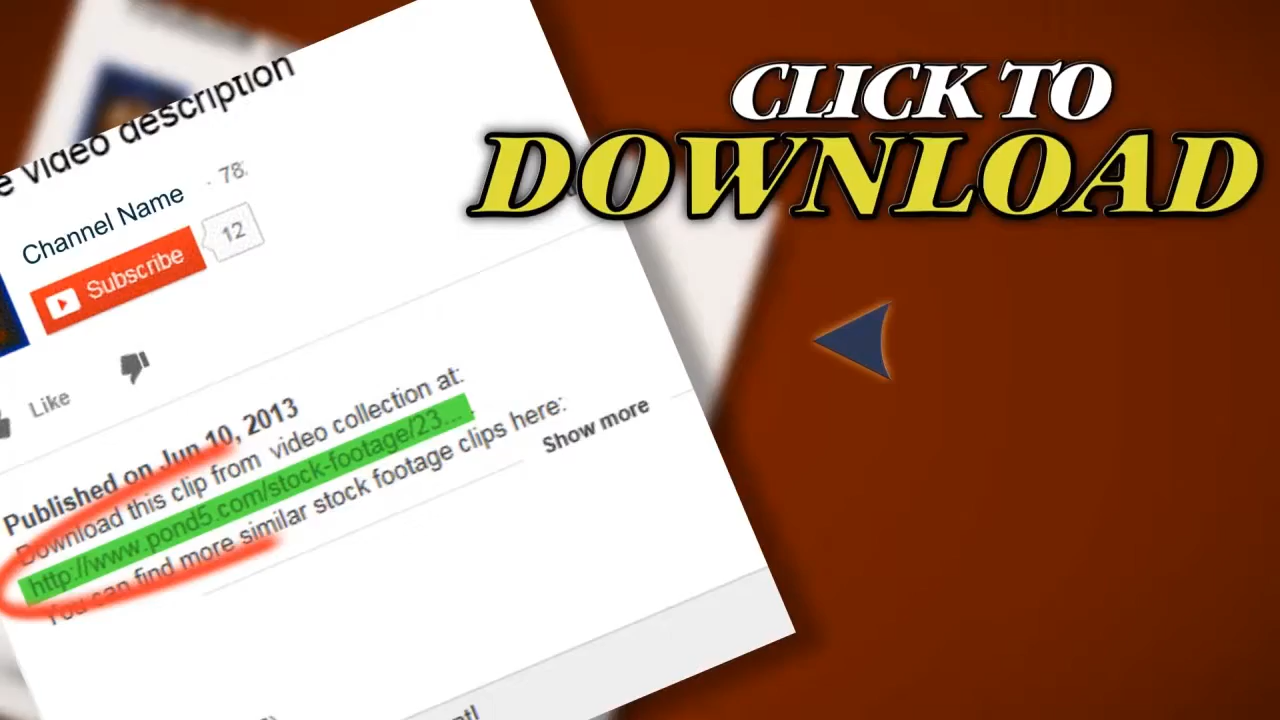 CLICK TO
DOWNLOAD
video description
Channel Name
Subscribe
12
Like
Published on Jun 10, 2013
Download this clip from video collection at:
http://www.pond5.com/stock-footage/23...
You can find more similar stock footage clips here:
Show more